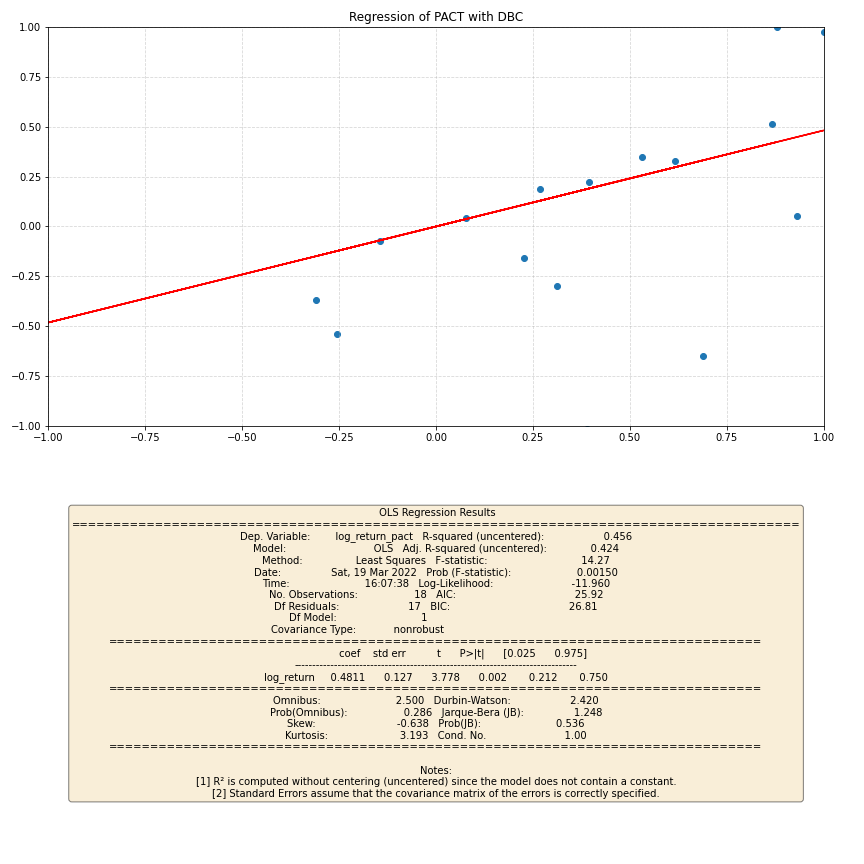 Regression of PACT with DBC
1.00
0.75
0.50
0.25
0.00
−0.25
−0.50
−0.75
−1.00
−1.00 −0.75 −0.50 −0.25 0.00 0.25 0.50 0.75 1.00
OLS Regression Results
==============================================================================
Dep. Variable: log_return_pact R-squared (uncentered): 0.456
Model: OLS Adj. R-squared (uncentered): 0.424
Method: Least Squares F-statistic: 14.27
Date: Sat, 19 Mar 2022 Prob (F-statistic): 0.00150
Time: 16:07:38 Log-Likelihood: -11.960
No. Observations: 18 AIC: 25.92
Df Residuals: 17 BIC: 26.81
Df Model: 1
Covariance Type: nonrobust
==============================================================================
coef std err t P>|t| [0.025 0.975]
------------------------------------------------------------------------------
log_return 0.4811 0.127 3.778 0.002 0.212 0.750
==============================================================================
Omnibus: 2.500 Durbin-Watson: 2.420
Prob(Omnibus): 0.286 Jarque-Bera (JB): 1.248
Skew: -0.638 Prob(JB): 0.536
Kurtosis: 3.193 Cond. No. 1.00
==============================================================================
Notes:
[1] R² is computed without centering (uncentered) since the model does not contain a constant.
[2] Standard Errors assume that the covariance matrix of the errors is correctly specified.